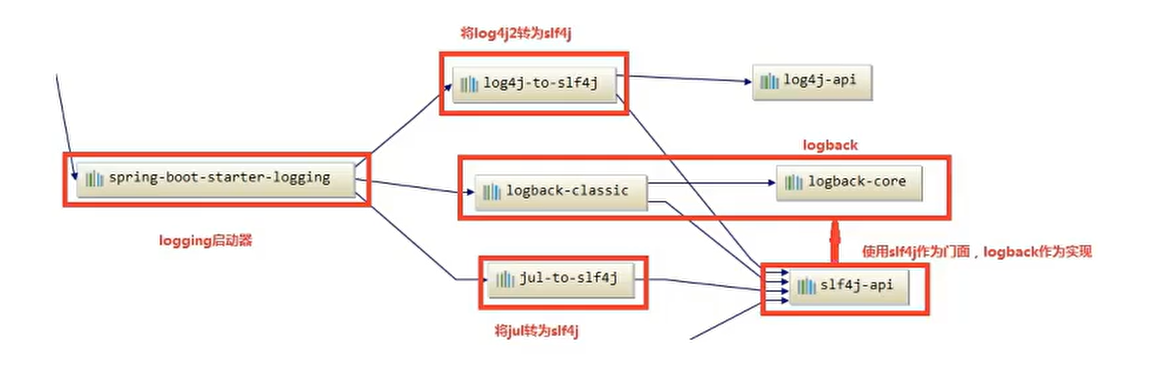 将log4j2转为slf4j
log4j-to-slf4j
log4j-api
logback
spring-boot-starter-logging
logback-classic
logback-core
logging启动器
使用slf4j作为门面，logback作为实现
jul-to-slf4j
slf4j-api
将jul转为slf4j